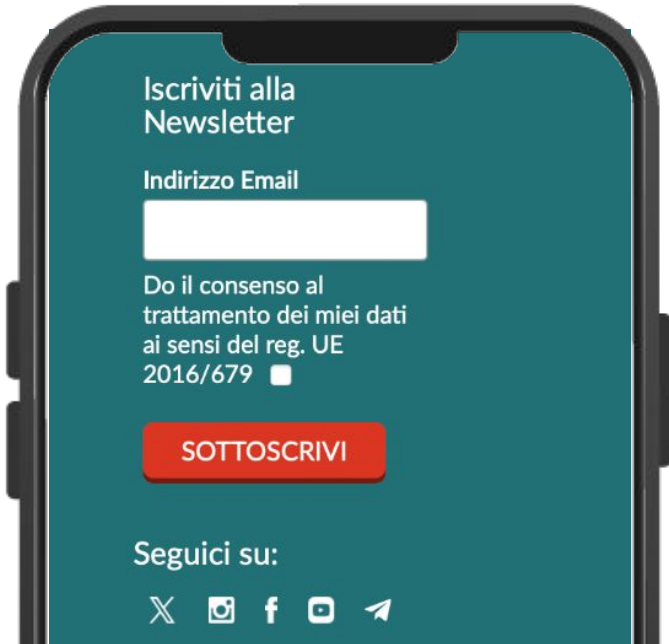 Iscriviti alla
Newsletter
Indirizzo Email
Do il consenso al
trattamento dei miei dati
ai sensi del reg. UE
2016/679
SOTTOSCRIVI
Seguici su: